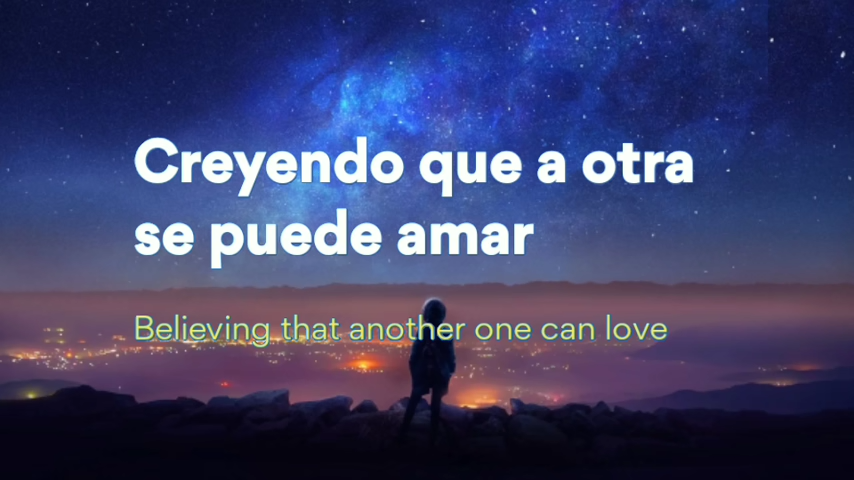 Creyendo que a otra
se puede amar
Believing that another one can love